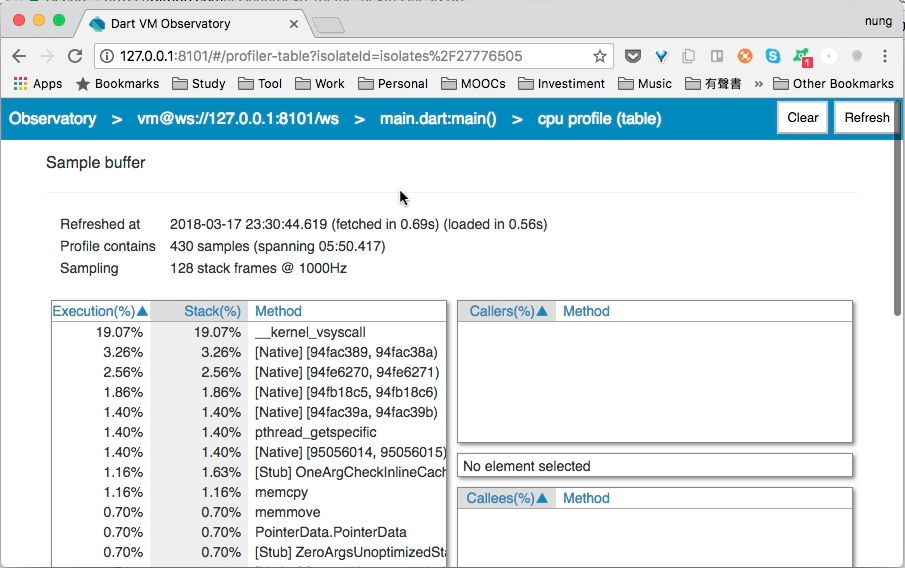 Dart VM Observatory
nung
127.0.0.1:8101/#/profiler-table?isolateId=isolates%2F27776505
1
Apps Bookmarks Study Tool Work Personal MOOCs Investiment Music 有聲書 » Other Bookmarks
Observatory > vm@ws://127.0.0.1:8101/ws > main.dart:main() > cpu profile (table) Clear Refresh
Sample buffer
Refreshed at 2018-03-17 23:30:44.619 (fetched in 0.69s) (loaded in 0.56s)
Profile contains 430 samples (spanning 05:50.417)
Sampling 128 stack frames @ 1000Hz
Execution(%)▲ Stack(%) Method
19.07% 19.07% __kernel_vsyscall
3.26% 3.26% [Native] [94fac389, 94fac38a)
2.56% 2.56% [Native] [94fe6270, 94fe6271)
1.86% 1.86% [Native] [94fb18c5, 94fb18c6)
1.40% 1.40% [Native] [94fac39a, 94fac39b)
1.40% 1.40% pthread_getspecific
1.40% 1.40% [Native] [95056014, 95056015)
1.16% 1.63% [Stub] OneArgCheckInlineCach
1.16% 1.16% memcpy
0.70% 0.70% memmove
0.70% 0.70% PointerData.PointerData
0.70% 0.70% [Stub] ZeroArgsUnoptimizedSta
Callers(%)▲ Method
No element selected
Callees(%)▲ Method